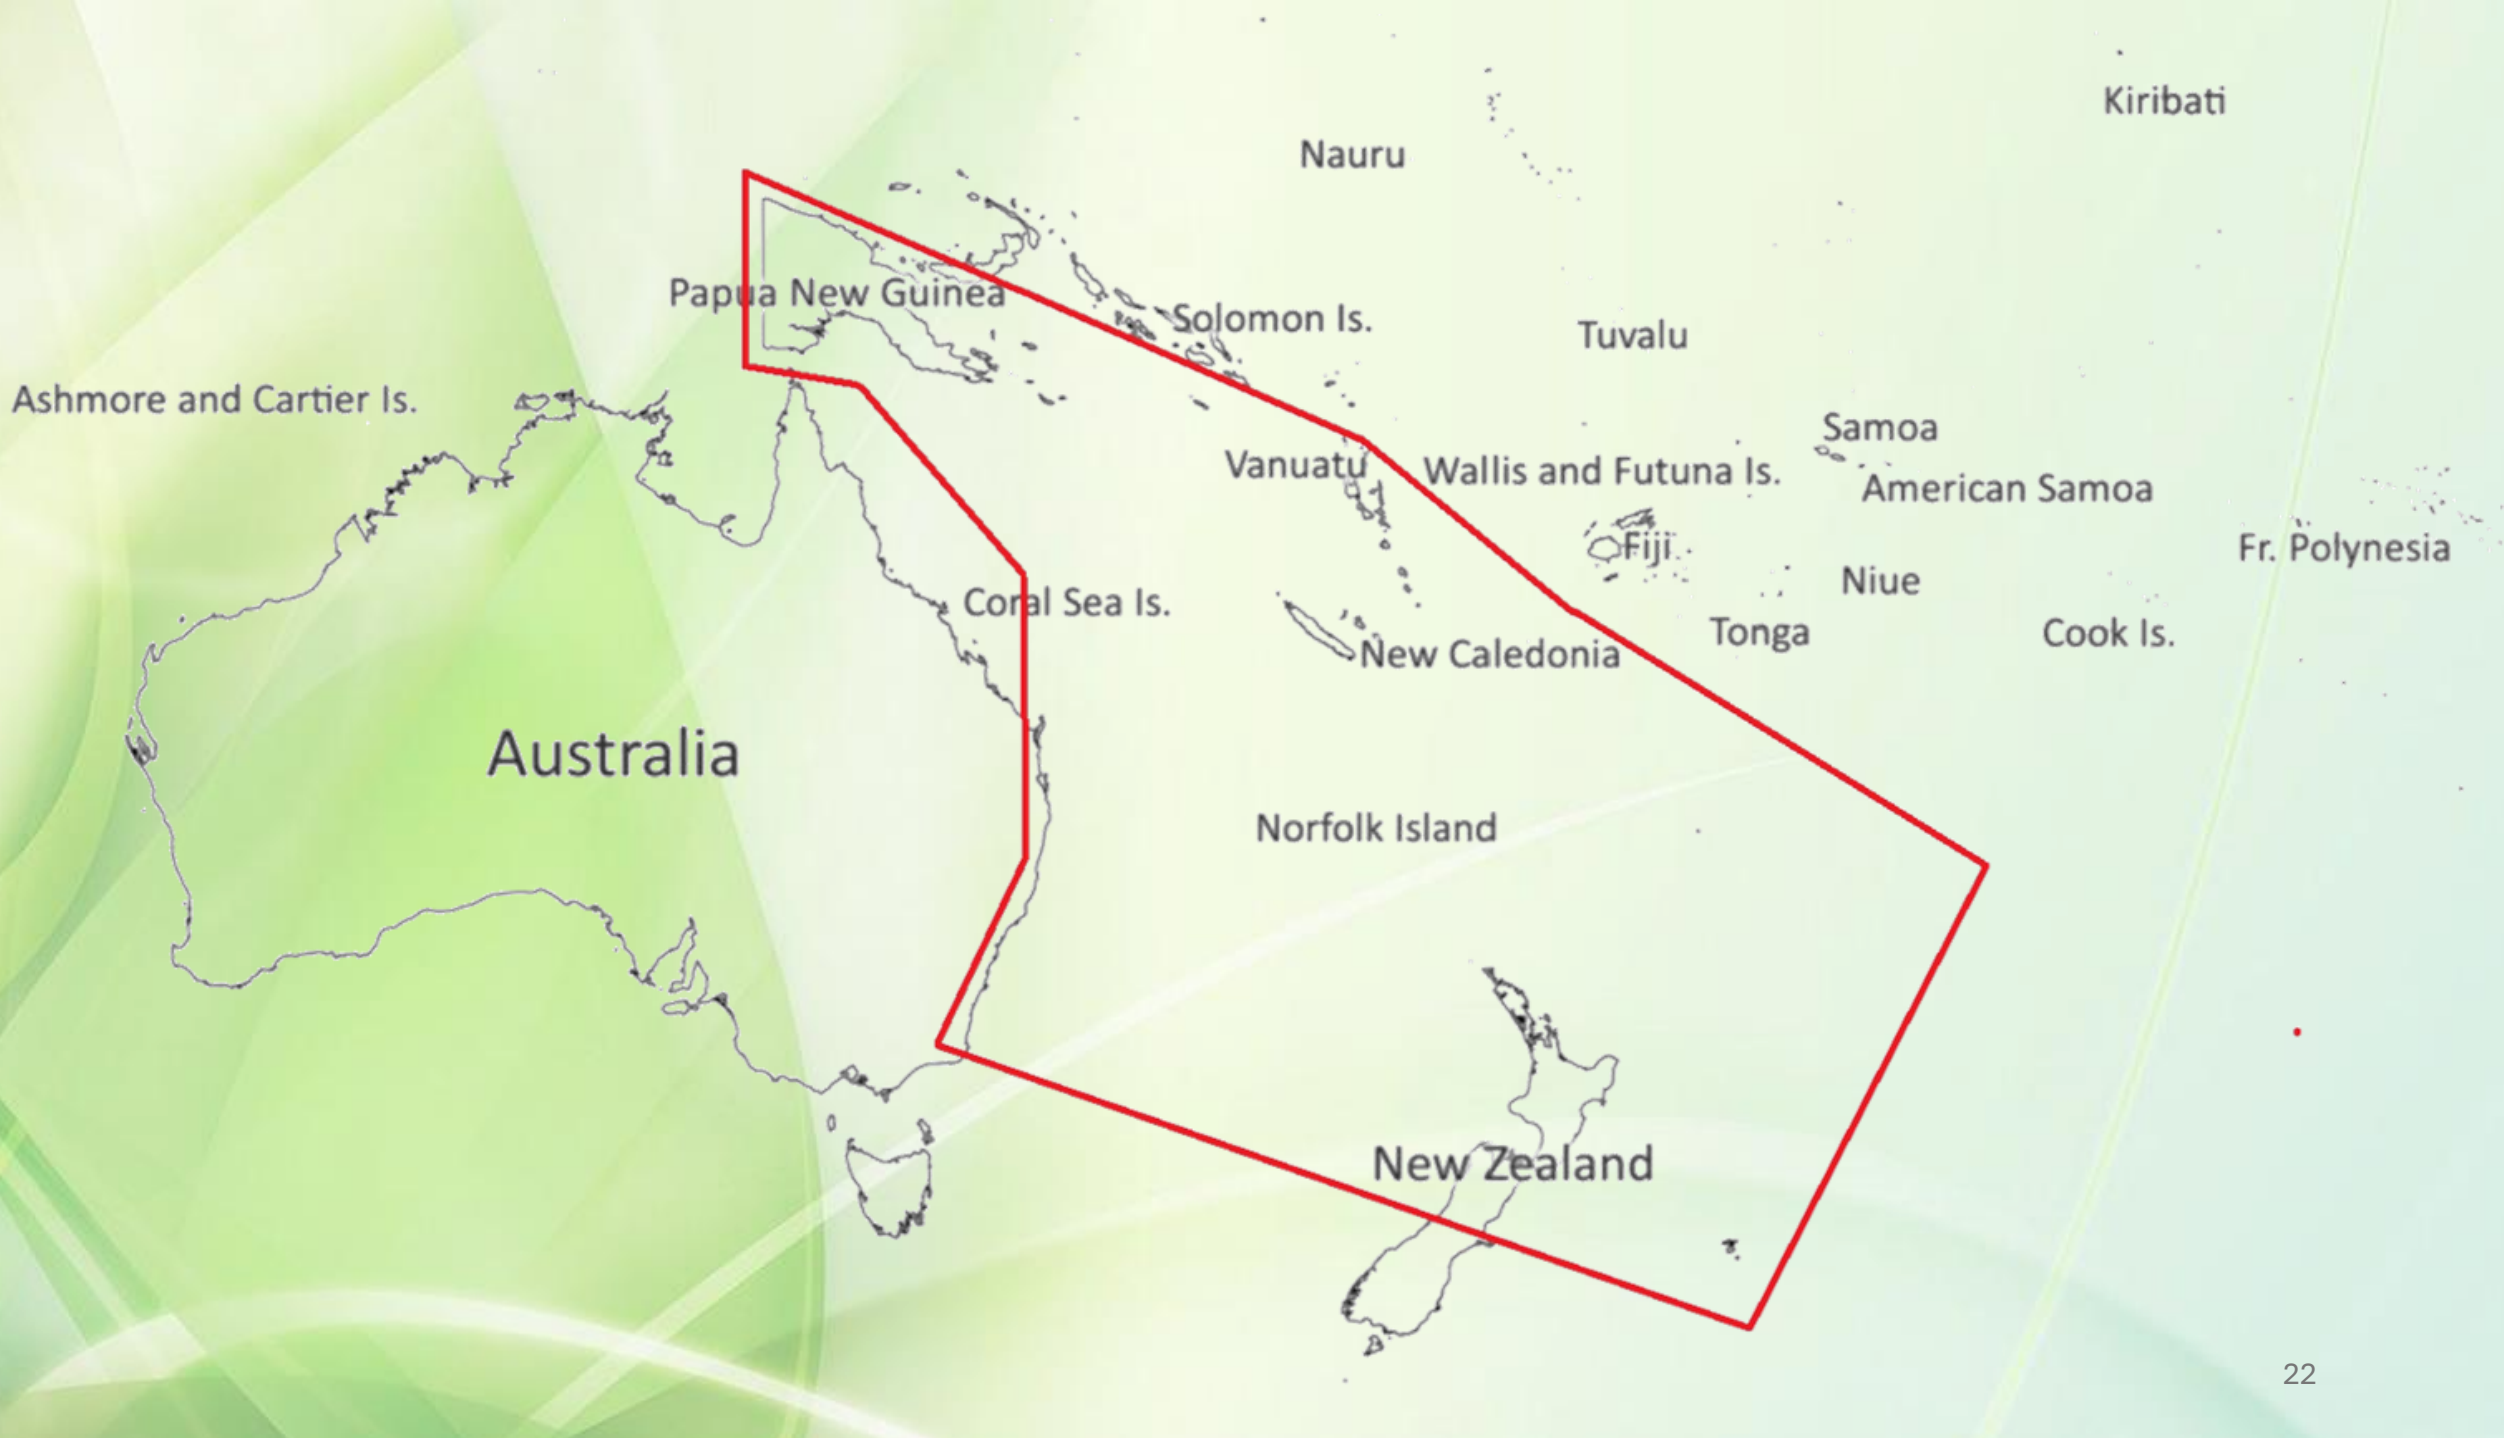 Kiribati
Nauru
Papua New Guinea
Solomon Is.
Tuvalu
Ashmore and Cartier Is.
Samoa
Vanuatu
Wallis and Futuna Is.
American Samoa
Fiji
Fr. Polynesia
Niue
Coral Sea Is.
Tonga
Cook Is.
New Caledonia
Australia
Norfolk Island
New Zealand
22